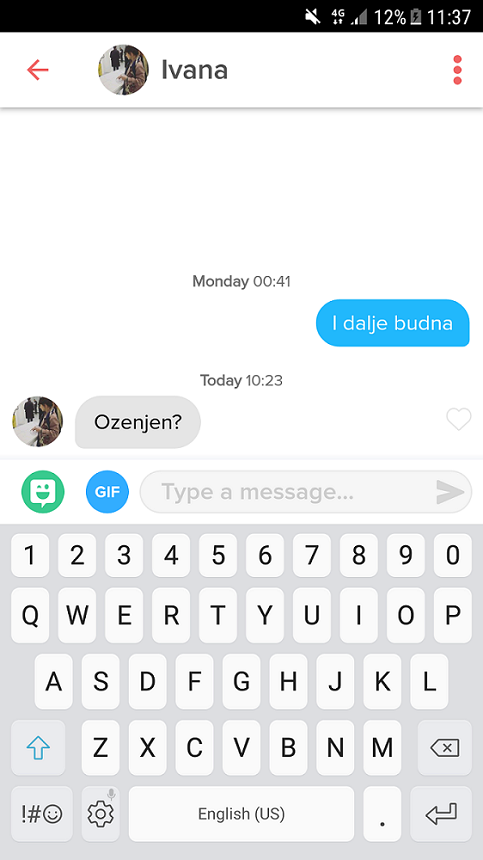 4G 12% 11:37
Ivana
Monday 00:41
I dalje budna
Today 10:23
Ozenjen?
GIF Type a message...
1 2 3 4 5 6 7 8 9 0
Q W E R T Y U I O P
A S D F G H J K L
Z X C V B N M
!#☺ English (US) .